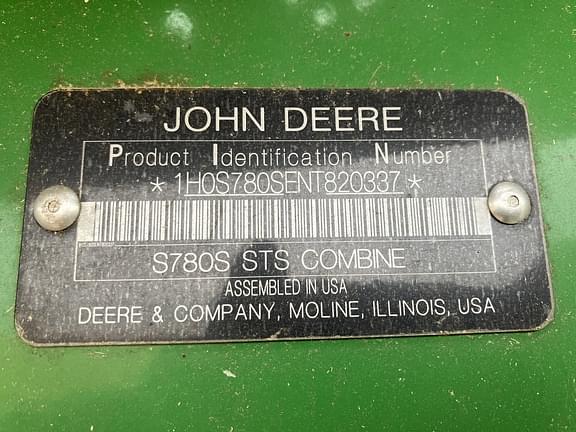 JOHN DEERE
Product Identification Number
*1H0S780SENT820337*
S780S STS COMBINE
ASSEMBLED IN USA
DEERE & COMPANY, MOLINE, ILLINOIS, USA